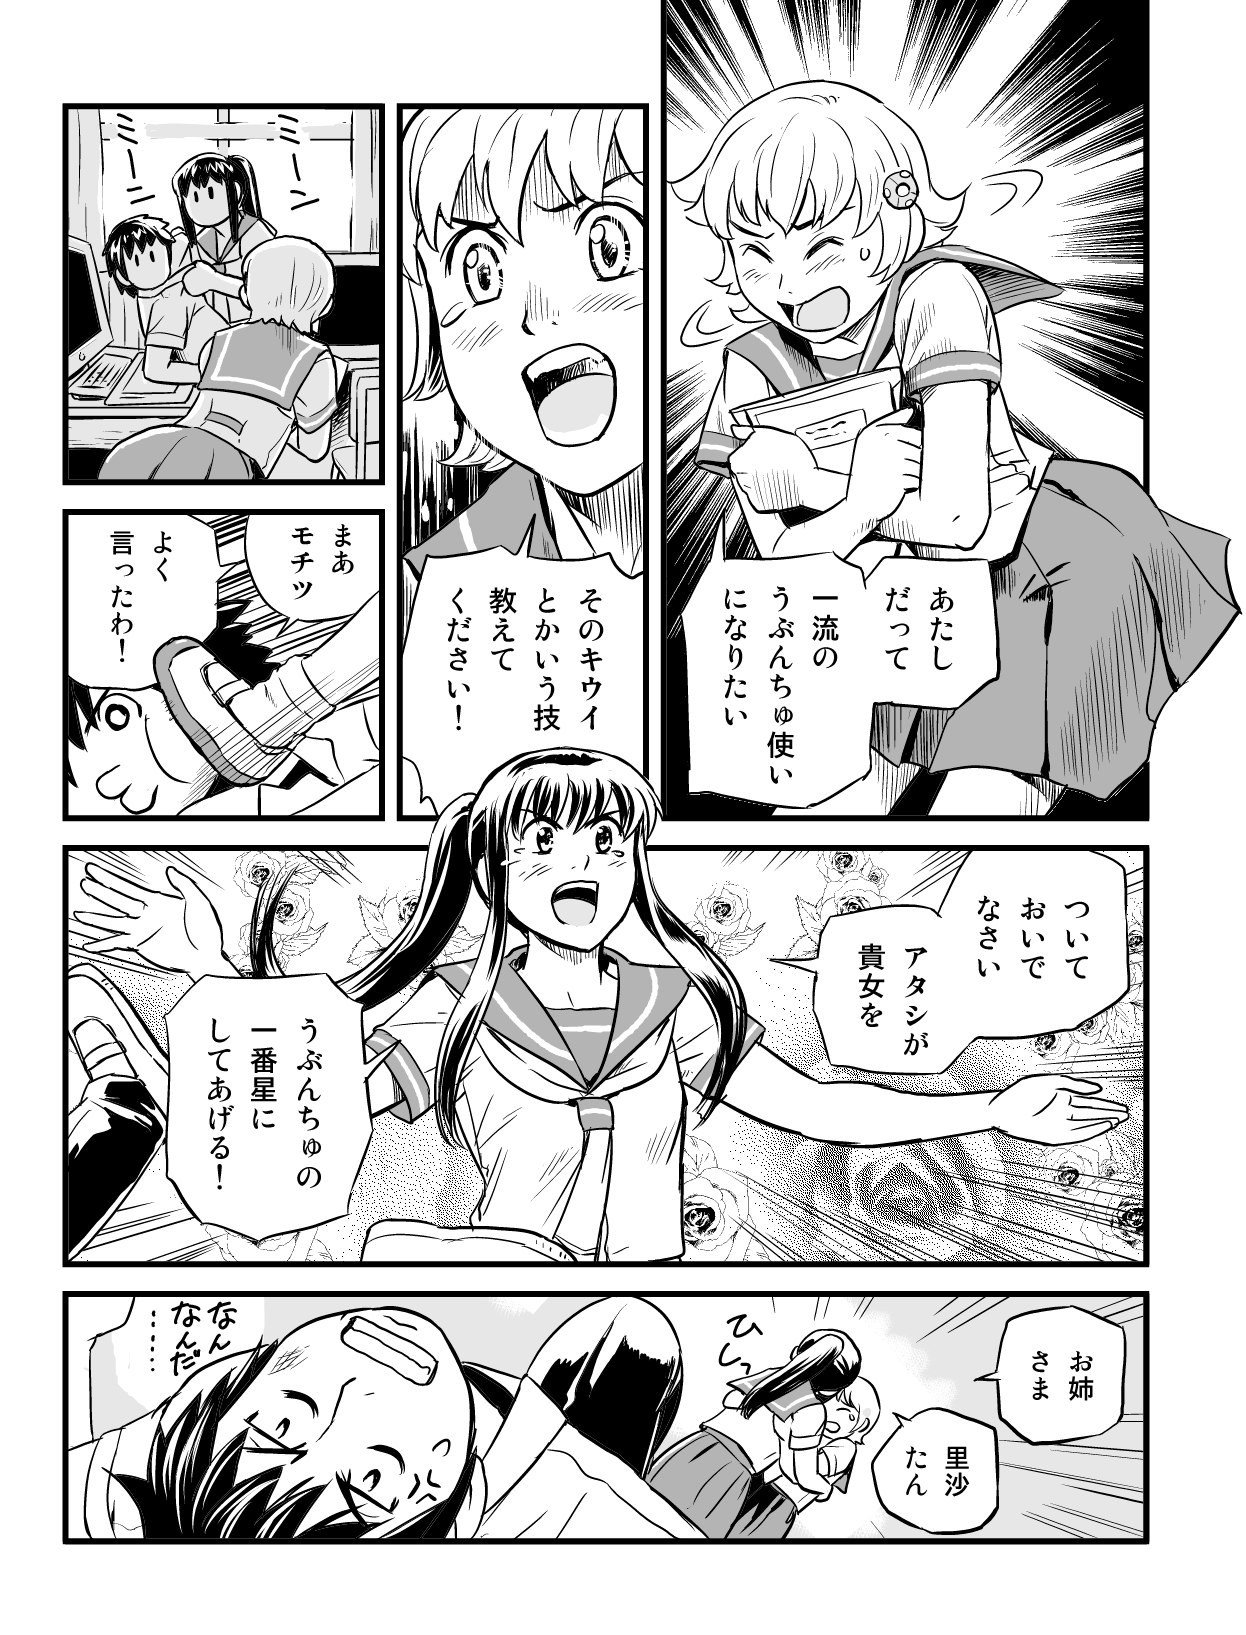 あたし
だって
一流の
うぶんちゅ使い
になりたい
そのキウイ
とかいう技
教えて
ください!
ミーン
ミーン
まあ
モチツ
よく
言ったわ!
ついて
おいで
なさい
アタシが
貴女を
うぶんちゅの
一番星に
してあげる!
お姉
さま
里沙
たん
ひしっ
なん
なんだ
……